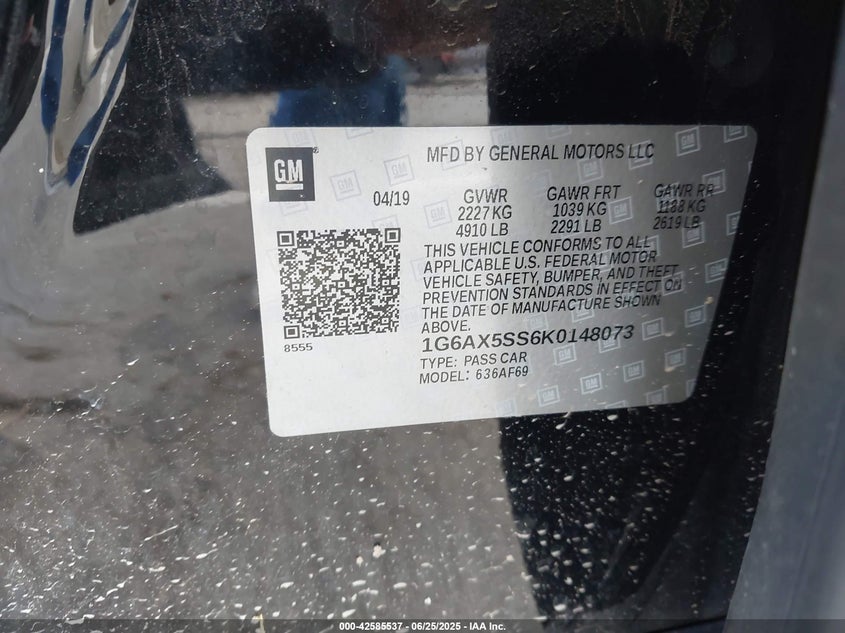 GM
MFD BY GENERAL MOTORS LLC
04/19 GVWR GAWR FRT GAWR RR
2227 KG 1039 KG 1188 KG
4910 LB 2291 LB 2619 LB
THIS VEHICLE CONFORMS TO ALL
APPLICABLE U.S. FEDERAL MOTOR
VEHICLE SAFETY, BUMPER, AND THEFT
PREVENTION STANDARDS IN EFFECT ON
THE DATE OF MANUFACTURE SHOWN
ABOVE.
8555
1G6AX5SS6K0148073
TYPE: PASS CAR
MODEL: 636AF69
000-42585537 - 06/25/2025 - IAA Inc.